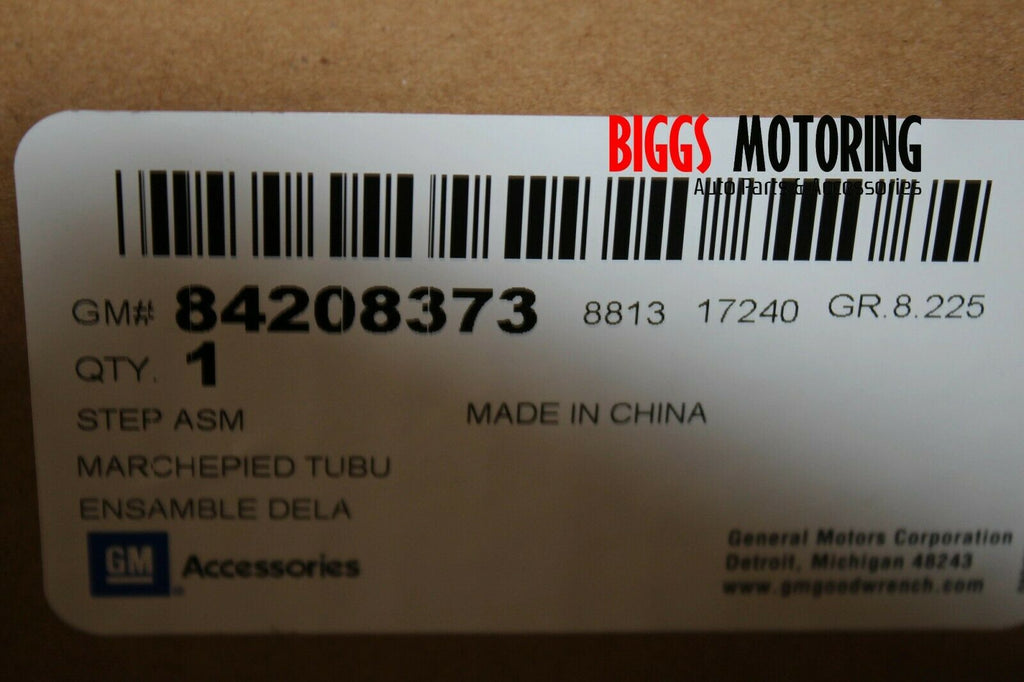 BIGGS MOTORING
Auto Parts & Accessories
GM# 84208373 8813 17240 GR.8.225
QTY. 1
STEP ASM MADE IN CHINA
MARCHEPIED TUBU
ENSAMBLE DELA
GM Accessories
General Motors Corporation
Detroit, Michigan 48243
www.gmgoodwrench.com